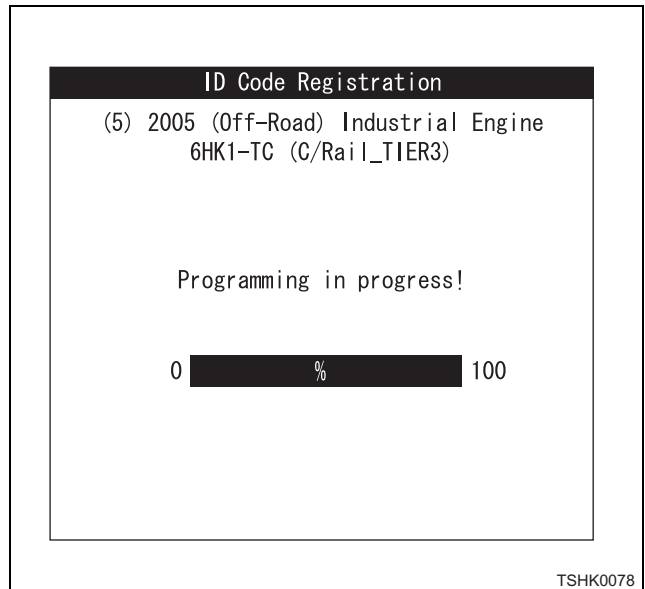 ID Code Registration
(5) 2005 (Off-Road) Industrial Engine
6HK1-TC (C/Rail_TIER3)
Programming in progress!
0 % 100
TSHK0078